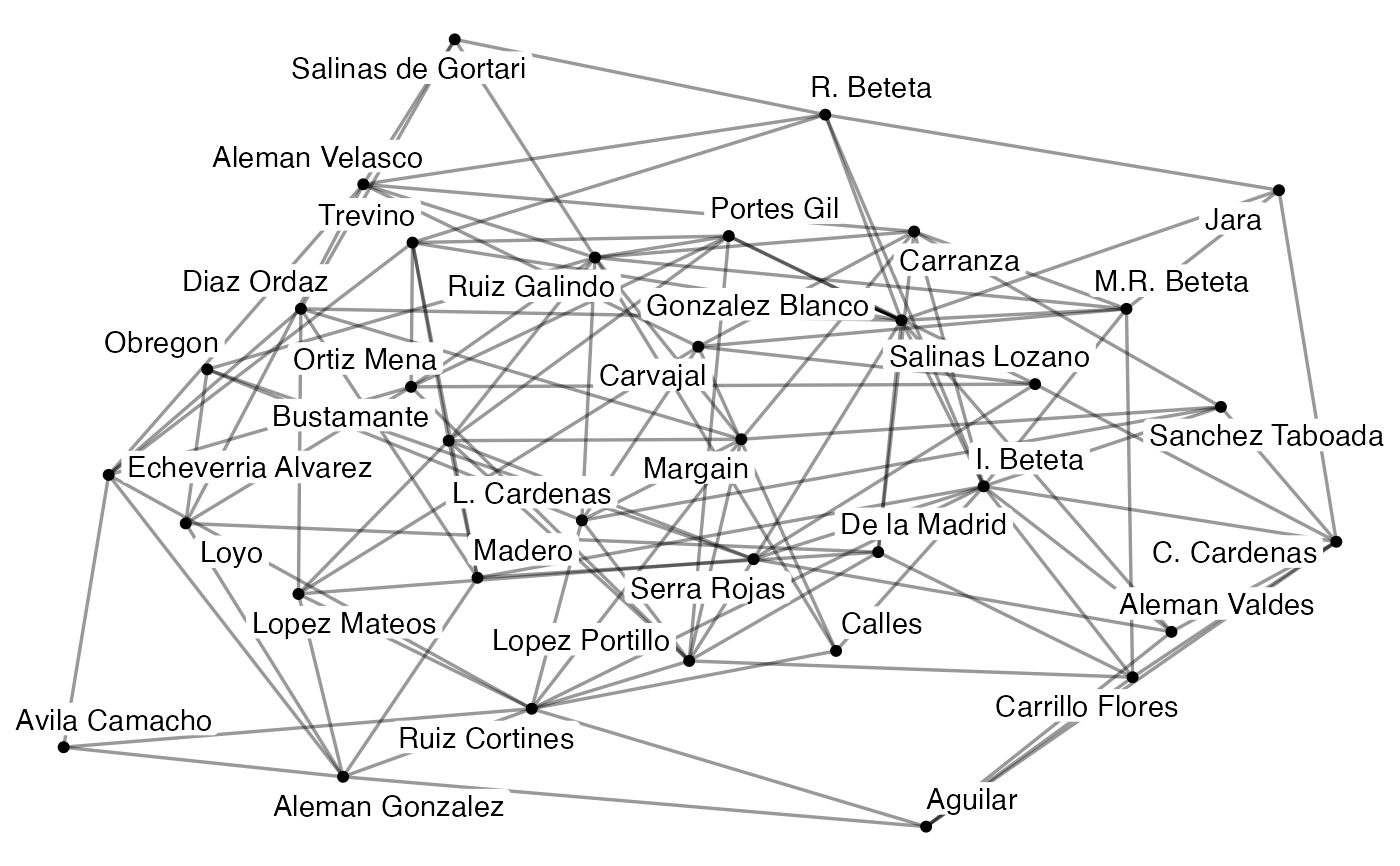 Salinas de Gortari
R. Beteta
Aleman Velasco
Trevino
Portes Gil
Jara
Carranza
Diaz Ordaz
Ruiz Galindo
M.R. Beteta
Gonzalez Blanco
Obregon
Ortiz Mena
Salinas Lozano
Carvajal
Bustamante
Sanchez Taboada
Echeverria Alvarez
Margain
I. Beteta
L. Cardenas
De la Madrid
Loyo
Madero
C. Cardenas
Serra Rojas
Aleman Valdes
Lopez Mateos
Lopez Portillo
Calles
Carrillo Flores
Avila Camacho
Ruiz Cortines
Aleman Gonzalez
Aguilar